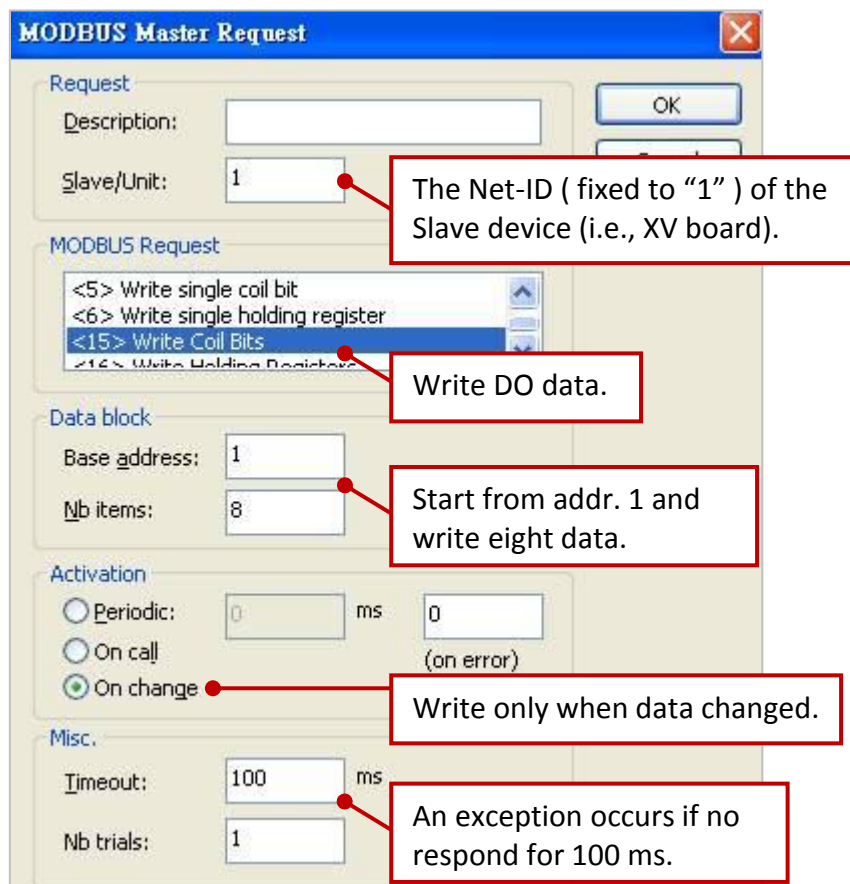 MODBUS Master Request
Request
OK
Description:
Slave/Unit:
1
The Net-ID ( fixed to “1” ) of the
Slave device (i.e., XV board).
MODBUS Request
<5> Write single coil bit
<6> Write single holding register
<15> Write Coil Bits
<16> Write Holding Registers
Write DO data.
Data block
Base address:
1
Nb items:
8
Start from addr. 1 and
write eight data.
Activation
Periodic:
0
ms
0
On call
(on error)
On change
Write only when data changed.
Misc.
Timeout:
100
ms
Nb trials:
1
An exception occurs if no
respond for 100 ms.